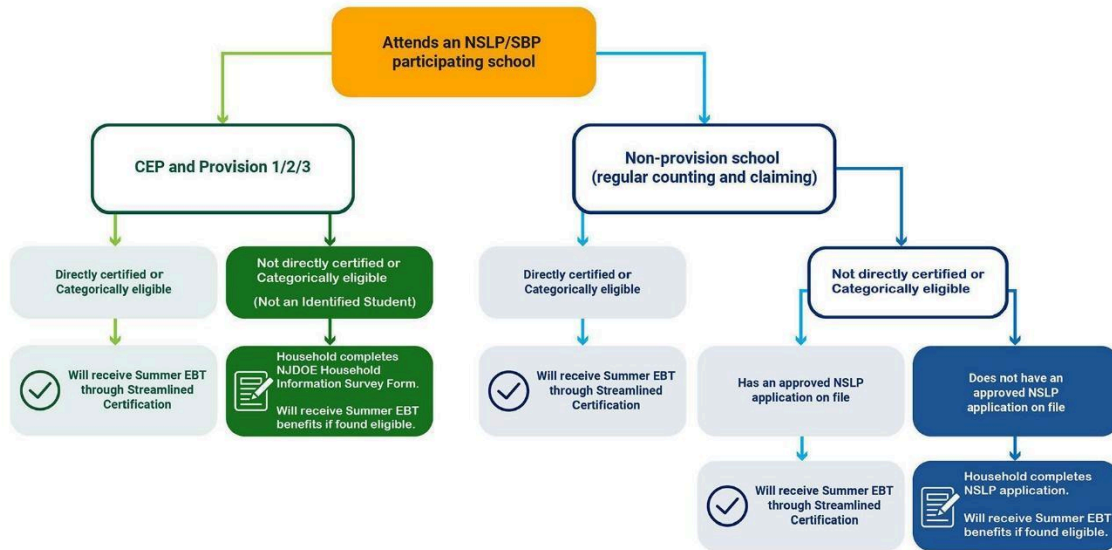 Attends an NSLP/SBP
participating school
CEP and Provision 1/2/3
Non-provision school
(regular counting and claiming)
Directly certified or
Categorically eligible
Not directly certified or
Categorically eligible
(Not an Identified Student)
Directly certified or
Categorically eligible
Not directly certified or
Categorically eligible
Will receive Summer EBT
through Streamlined
Certification
Household completes
NJDOE Household
Information Survey Form.
Will receive Summer EBT
benefits if found eligible.
Will receive Summer EBT
through Streamlined
Certification
Has an approved NSLP
application on file
Does not have an
approved NSLP
application on file
Will receive Summer EBT
through Streamlined
Certification
Household completes
NSLP application.
Will receive Summer EBT
benefits if found eligible.